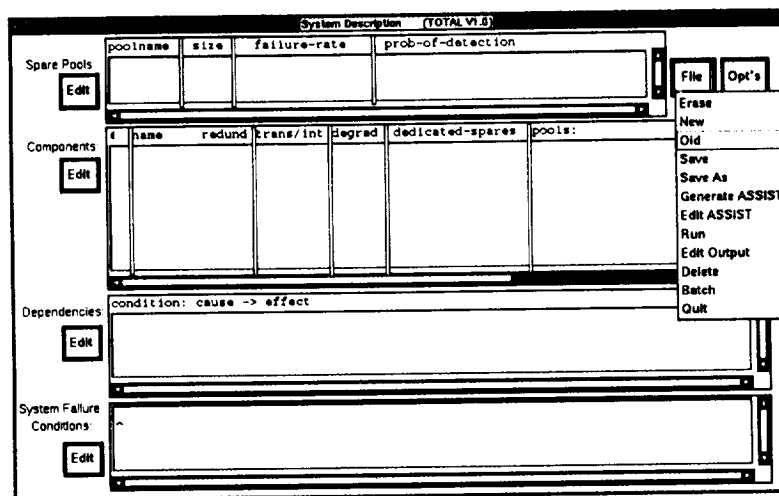 System Description (TOTAL V1.0)
poolname size failure-rate prob-of-detection
Spare Pools
Edit
File Opt's
Erase
New
Old
Save
Save As
Generate ASSIST
Edit ASSIST
Run
Edit Output
Delete
Batch
Quit
# name redund trans/int degrad dedicated-spares pools:
Components:
Edit
condition: cause -> effect
Dependencies:
Edit
System Failure
Conditions:
^
Edit